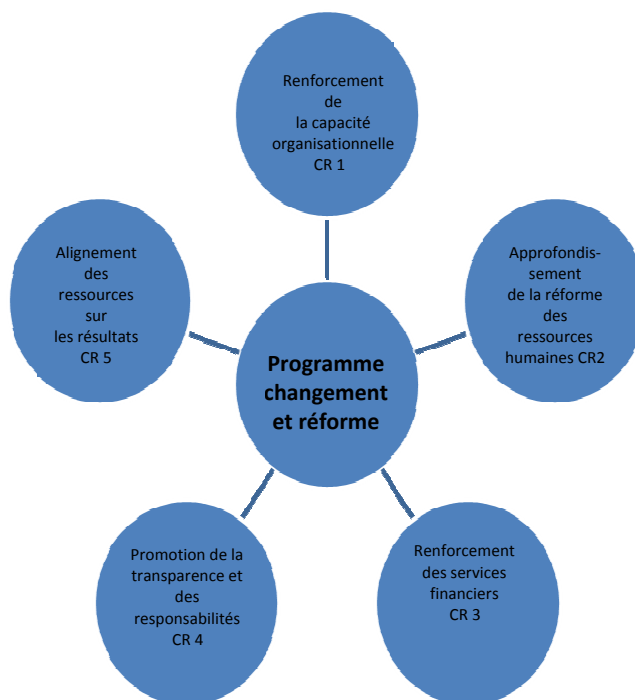 Renforcement
de
la capacité
organisationnelle
CR 1
Alignement
des
ressources
sur
les résultats
CR 5
Approfondis-
sement
de la réforme
des
ressources
humaines CR2
Programme
changement
et réforme
Promotion de la
transparence et
des
responsabilités
CR 4
Renforcement
des services
financiers
CR 3